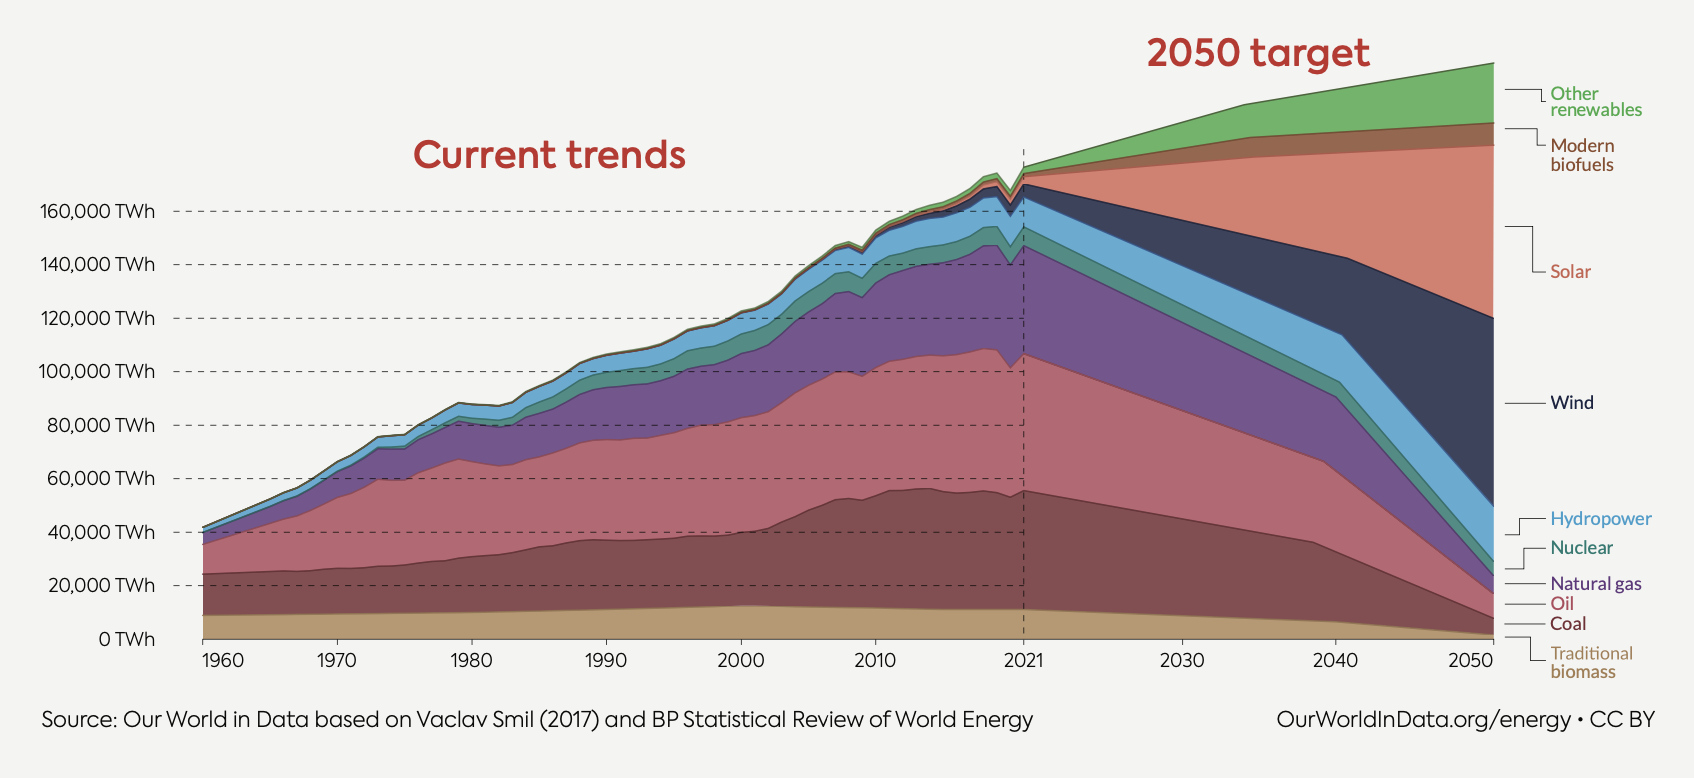 2050 target
Current trends
Other
renewables
Modern
biofuels
160,000 TWh
140,000 TWh
Solar
120,000 TWh
100,000 TWh
Wind
80,000 TWh
60,000 TWh
Hydropower
40,000 TWh
Nuclear
20,000 TWh
Natural gas
Oil
Coal
0 TWh
Traditional
biomass
1960 1970 1980 1990 2000 2010 2021 2030 2040 2050
Source: Our World in Data based on Vaclav Smil (2017) and BP Statistical Review of World Energy
OurWorldInData.org/energy • CC BY